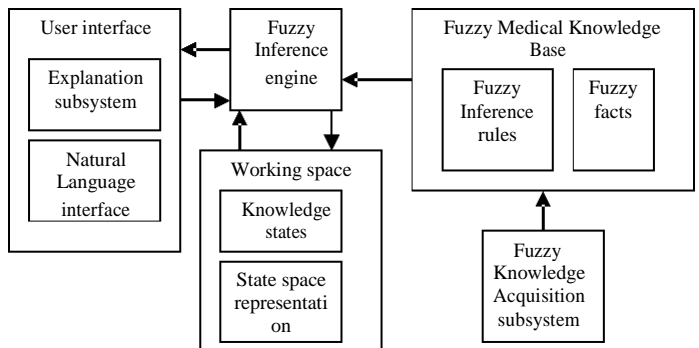 User interface
Explanation
subsystem
Natural
Language
interface
Fuzzy
Inference
engine
Working space
Knowledge
states
State space
representati
on
Fuzzy Medical Knowledge
Base
Fuzzy
Inference
rules
Fuzzy
facts
Fuzzy
Knowledge
Acquisition
subsystem